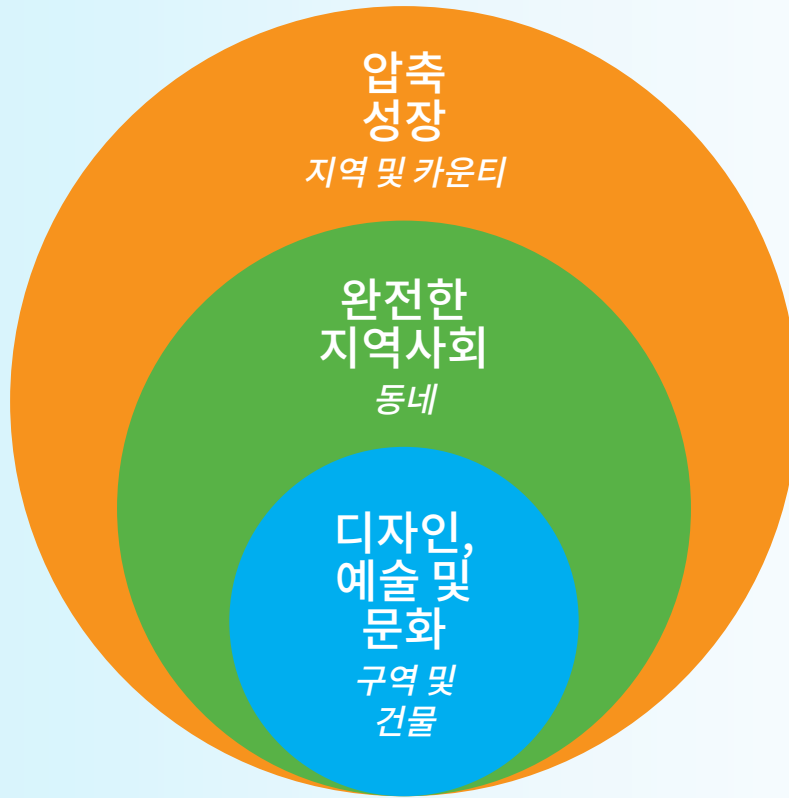 압축
성장
지역 및 카운티
완전한
지역사회
동네
디자인,
예술 및
문화
구역 및
건물